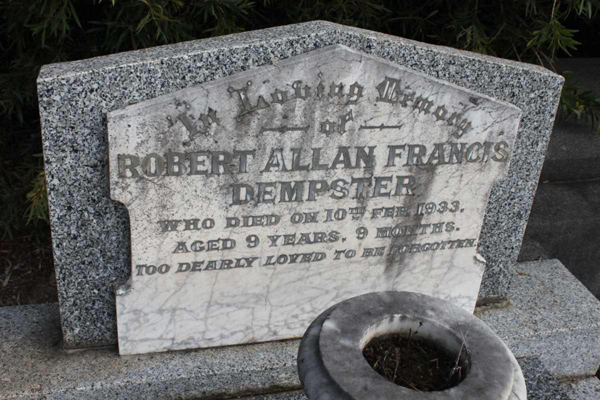 In Loving Memory
of
ROBERT ALLAN FRANCIS
DEMPSTER
WHO DIED ON 10TH FEB. 1933.
AGED 9 YEARS, 9 MONTHS.
TOO DEARLY LOVED TO BE FORGOTTEN.